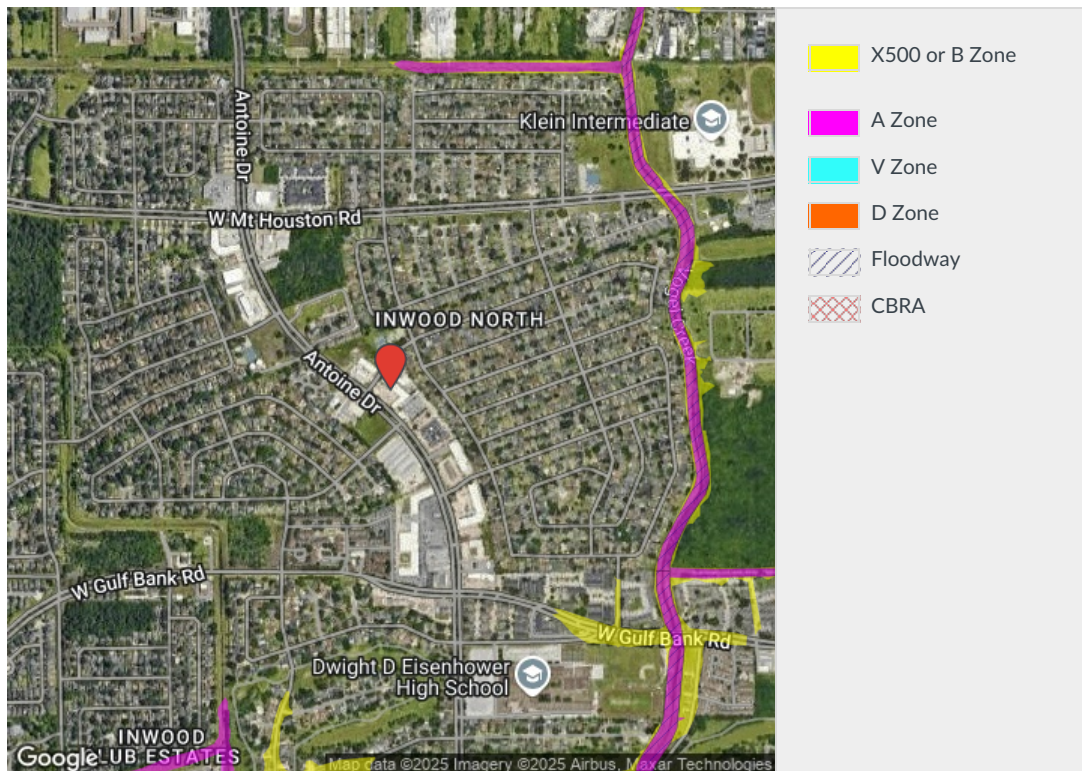 Antoine Dr
Klein Intermediate
W Mt Houston Rd
Vogel Creek
INWOOD NORTH
Antoine Dr
W Gulf Bank Rd
W Gulf Bank Rd
Dwight D Eisenhower
High School
INWOOD
LUB ESTATES
Google
Map data ©2025 Imagery ©2025 Airbus, Maxar Technologies
X500 or B Zone
A Zone
V Zone
D Zone
Floodway
CBRA